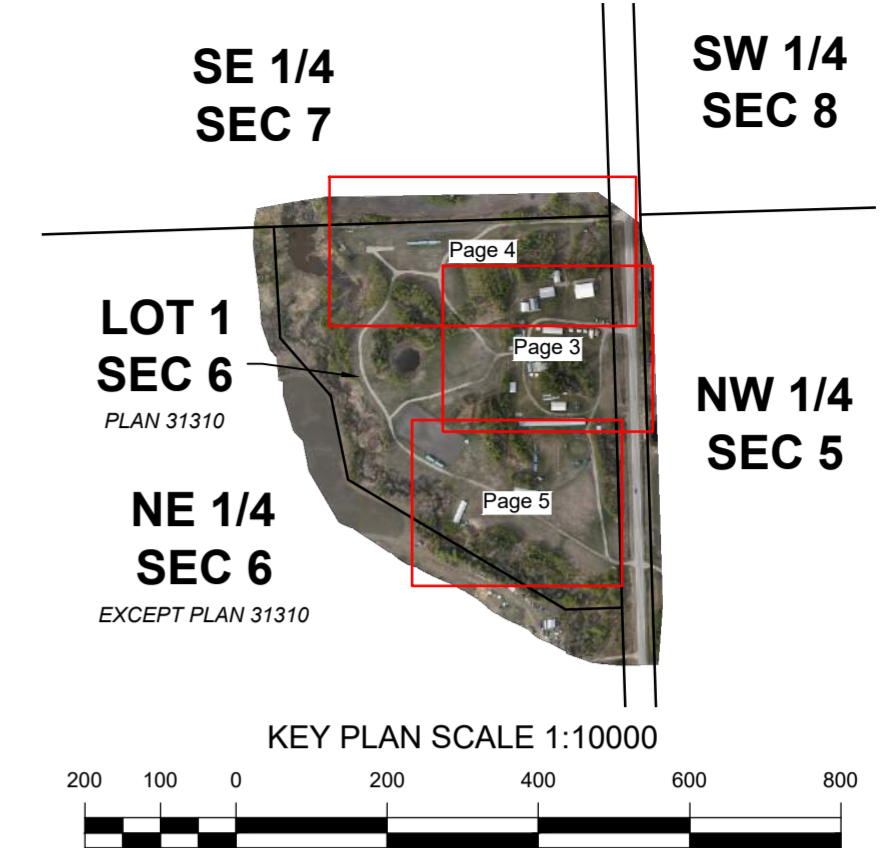 SE 1/4
SEC 7
SW 1/4
SEC 8
Page 4
LOT 1
SEC 6
PLAN 31310
Page 3
NW 1/4
SEC 5
NE 1/4
SEC 6
EXCEPT PLAN 31310
Page 5
KEY PLAN SCALE 1:10000
200 100 0 200 400 600 800